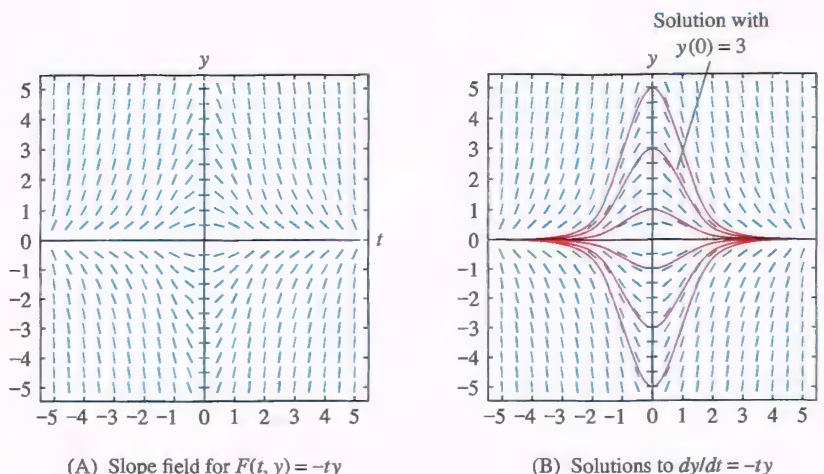 Solution with
y(0) = 3
y
5
4
3
2
1
0
−1
−2
−3
−4
−5
t
−5 −4 −3 −2 −1 0 1 2 3 4 5
(A) Slope field for F(t, y) = −ty
y
5
4
3
2
1
0
−1
−2
−3
−4
−5
t
−5 −4 −3 −2 −1 0 1 2 3 4 5
(B) Solutions to dy/dt = −ty